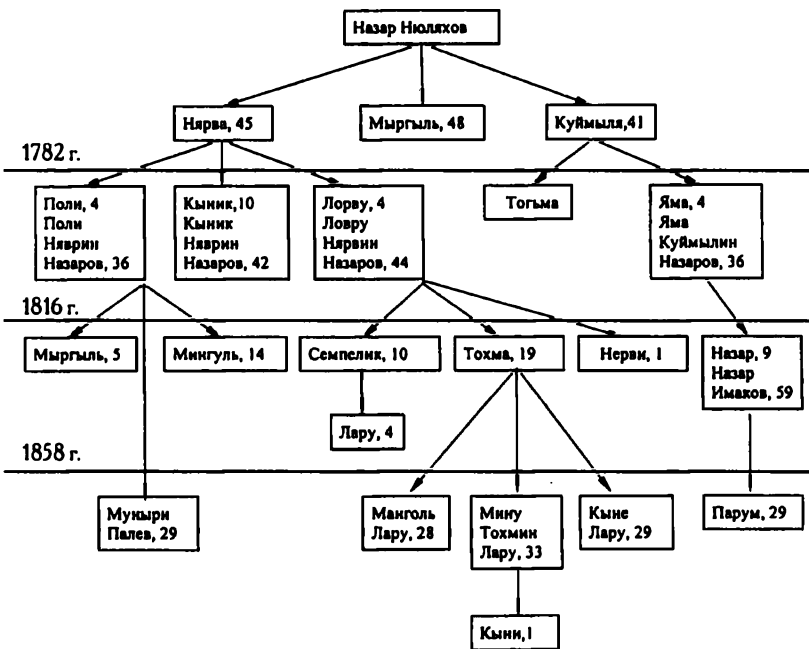 Назар Нюляхов
Нярва, 45
Мыргыль, 48
Куймыля,41
1782 г.
Поли, 4
Поли
Няврин
Назаров, 36
Кыник,10
Кыник
Няврин
Назаров, 42
Лорву, 4
Ловру
Нярвин
Назаров, 44
Тогьма
Яма, 4
Яма
Куймылин
Назаров, 36
1816 г.
Мыргыль, 5
Мингуль, 14
Семпелик, 10
Тохма, 19
Нерви, 1
Назар, 9
Назар
Имаков, 59
Лару, 4
1858 г.
Мукыри
Палев, 29
Манголь
Лару, 28
Мину
Тохмин
Лару, 33
Кыне
Лару, 29
Парум, 29
Кыни,1